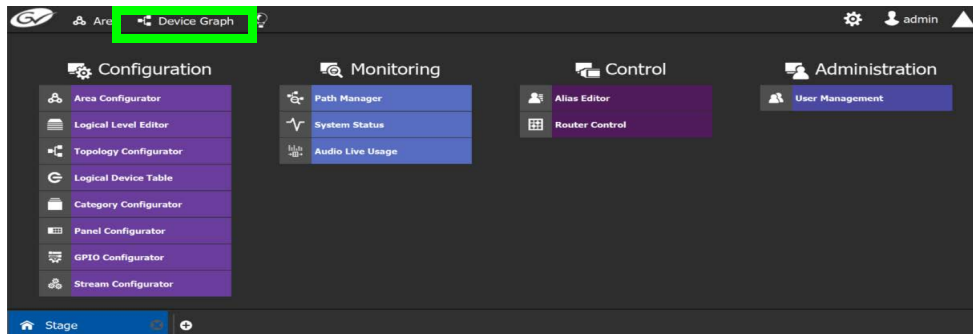 GV Are Device Graph admin
Configuration Monitoring Control Administration
Area Configurator Path Manager Alias Editor User Management
Logical Level Editor System Status Router Control
Topology Configurator Audio Live Usage
Logical Device Table
Category Configurator
Panel Configurator
GPIO Configurator
Stream Configurator
Stage